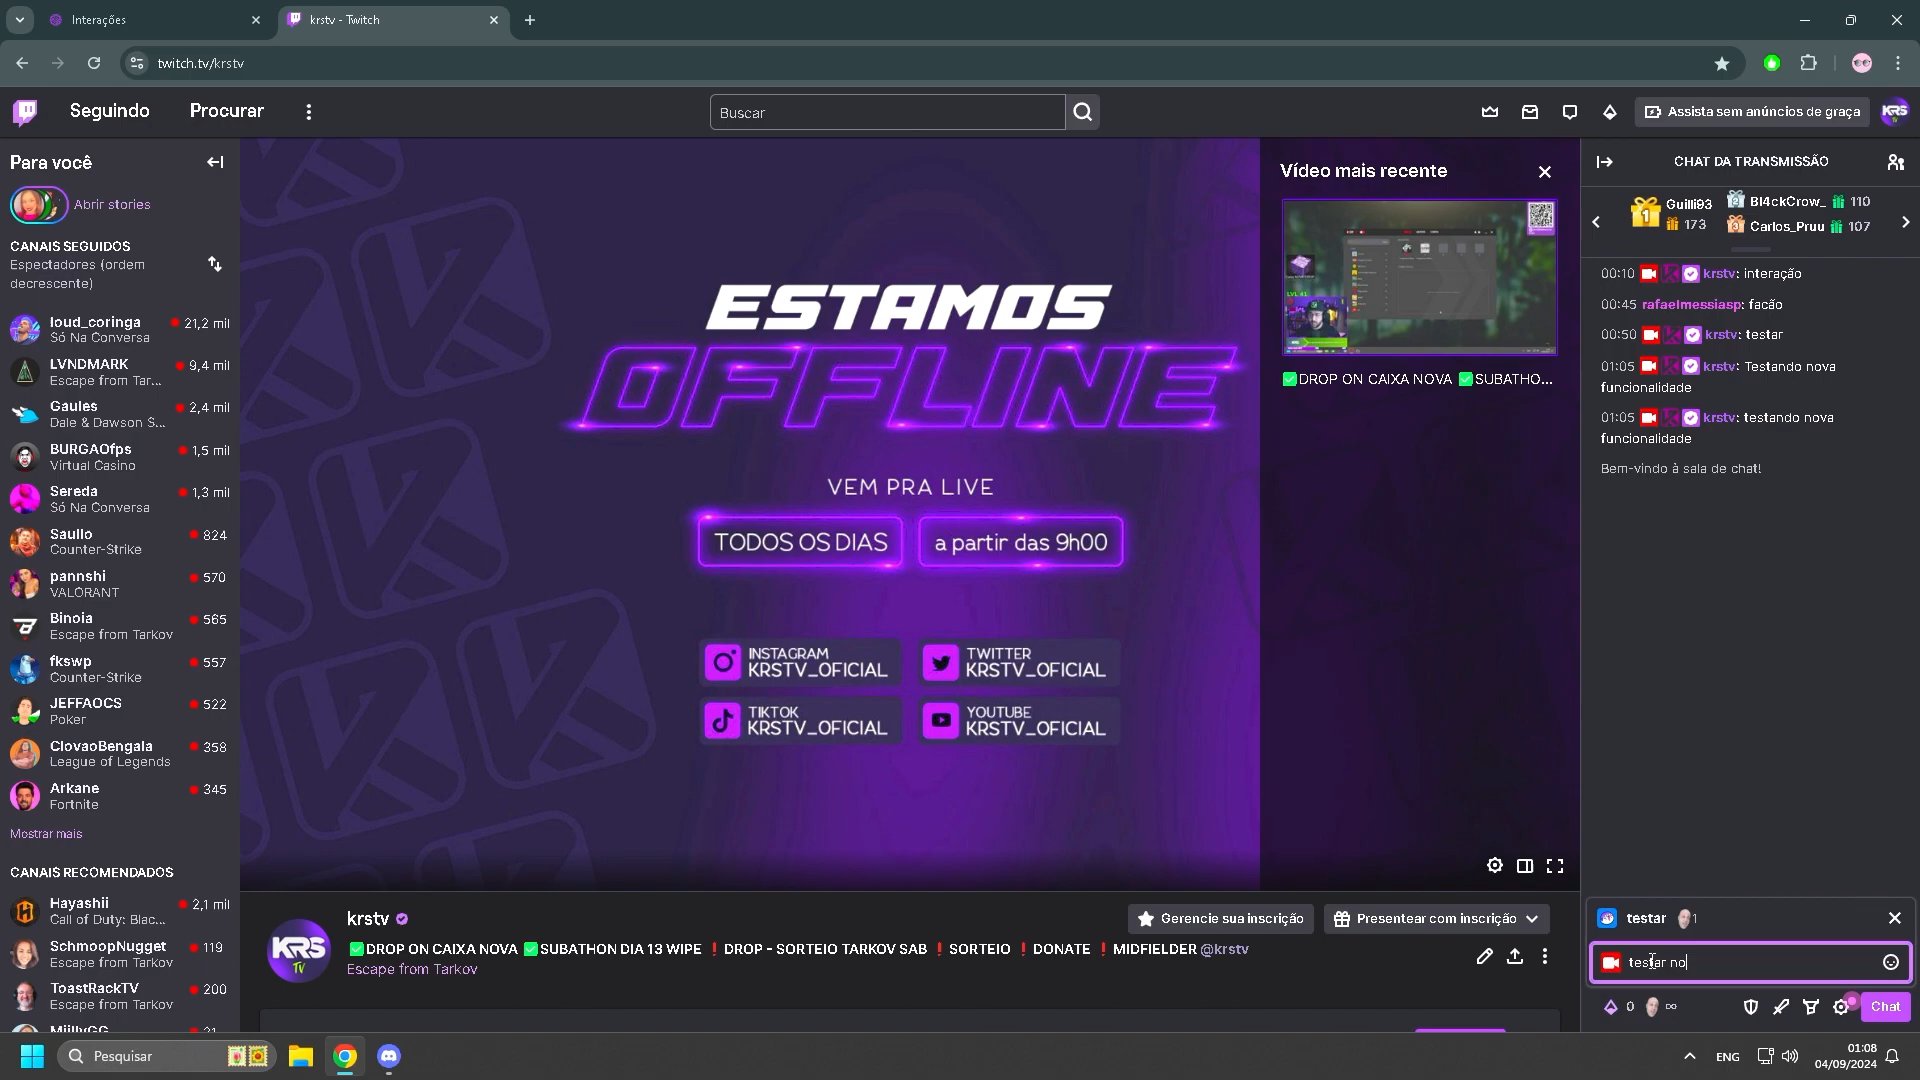 Interações
krstv - Twitch
twitch.tv/krstv
Seguindo
Procurar
Buscar
Assista sem anúncios de graça
Para você
Abrir stories
CANAIS SEGUIDOS
Espectadores (ordem
decrescente)
loud_coringa 21,2 mil
Só Na Conversa
LVNDMARK 9,4 mil
Escape from Tar...
Gaules 2,4 mil
Dale & Dawson S...
BURGAOfps 1,5 mil
Virtual Casino
Sereda 1,3 mil
Só Na Conversa
Saullo 824
Counter-Strike
pannshi 570
VALORANT
Binoia 565
Escape from Tarkov
fkswp 557
Counter-Strike
JEFFAOCS 522
Poker
ClovaoBengala 358
League of Legends
Arkane 345
Fortnite
Mostrar mais
CANAIS RECOMENDADOS
Hayashii 2,1 mil
Call of Duty: Blac...
SchmoopNugget 119
Escape from Tarkov
ToastRackTV 200
Escape from Tarkov
ESTAMOS
OFFLINE
VEM PRA LIVE
TODOS OS DIAS
a partir das 9h00
INSTAGRAM
KRSTV_OFICIAL
TWITTER
KRSTV_OFICIAL
TIKTOK
KRSTV_OFICIAL
YOUTUBE
KRSTV_OFICIAL
Vídeo mais recente
✅DROP ON CAIXA NOVA ✅SUBATHO...
KRS
TV
krstv
Gerencie sua inscrição
Presentear com inscrição
✅DROP ON CAIXA NOVA ✅SUBATHON DIA 13 WIPE ❗DROP - SORTEIO TARKOV SAB ❗SORTEIO ❗DONATE ❗MIDFIELDER @krstv
Escape from Tarkov
CHAT DA TRANSMISSÃO
1 Guilli93
173
2 Bl4ckCrow_ 110
3 Carlos_Pruu 107
00:10 krstv: interação
00:45 rafaelmessiasp: facão
00:50 krstv: testar
01:05 krstv: Testando nova
funcionalidade
01:05 krstv: testando nova
funcionalidade
Bem-vindo à sala de chat!
testar 1
testar no
0 ∞
Chat
Pesquisar
ENG
01:08
04/09/2024